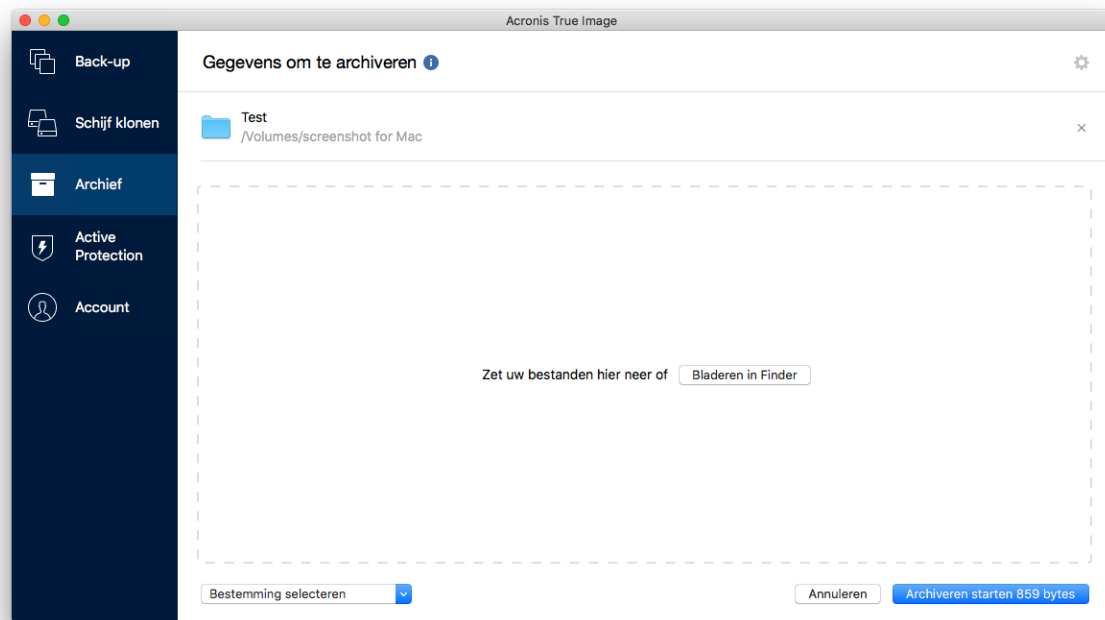 Acronis True Image
Back-up
Schijf klonen
Archief
Active
Protection
Account
Gegevens om te archiveren
Test
/Volumes/screenshot for Mac
Zet uw bestanden hier neer of
Bladeren in Finder
Bestemming selecteren
Annuleren
Archiveren starten 859 bytes